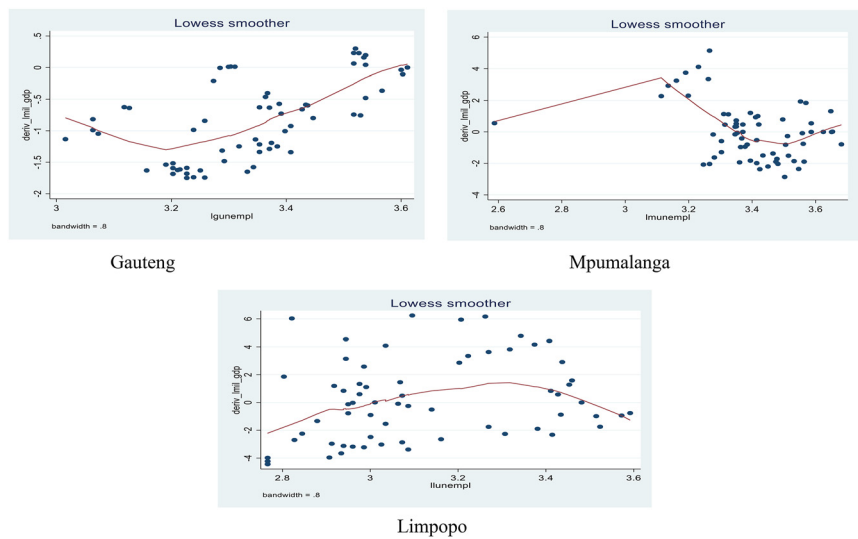 Lowess smoother
deriv_lmil_gdp
.5
0
-.5
-1
-1.5
-2
3
3.2
3.4
3.6
lgunempl
bandwidth = .8
Gauteng
Lowess smoother
deriv_lmil_gdp
6
4
2
0
-2
-4
2.6
2.8
3
3.2
3.4
3.6
lmunempl
bandwidth = .8
Mpumalanga
Lowess smoother
deriv_lmil_gdp
6
4
2
0
-2
-4
2.8
3
3.2
3.4
3.6
llunempl
bandwidth = .8
Limpopo